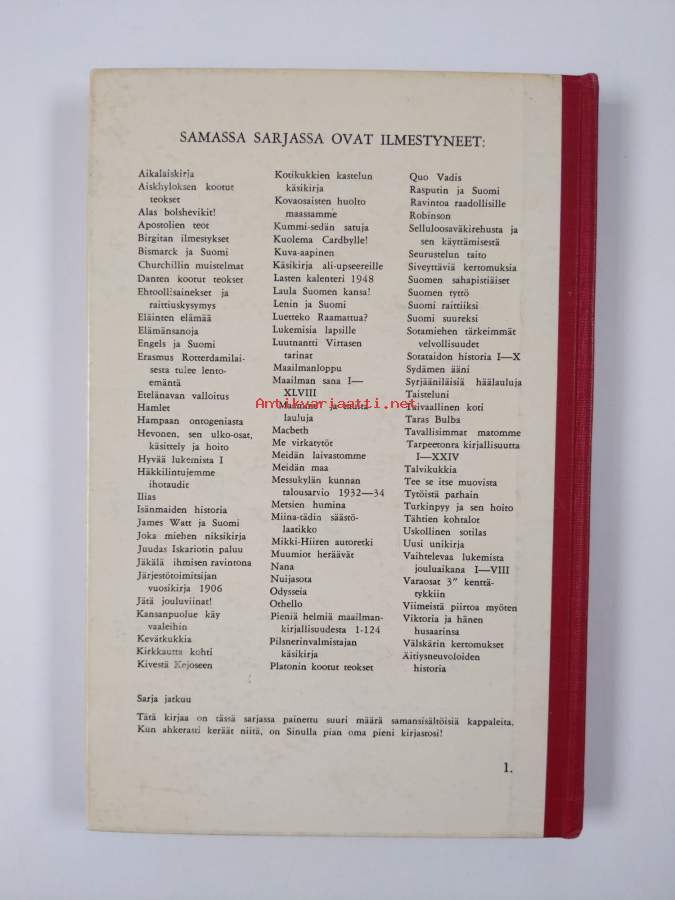 SAMASSA SARJASSA OVAT ILMESTYNEET:
Aikalaiskirja
Aiskhyloksen kootut
teokset
Alas bolshevikit!
Apostolien teot
Birgitan ilmestykset
Bismarck ja Suomi
Churchillin muistelmat
Danten kootut teokset
Ehtoollisainekset ja
raittiuskysymys
Eläinten elämää
Elämänsanoja
Engels ja Suomi
Erasmus Rotterdamilai-
sesta tulee lento-
emäntä
Etelänavan valloitus
Hamlet
Hampaan ontogeniasta
Hevonen, sen ulko-osat,
käsittely ja hoito
Hyvää lukemista I
Häkkilintujemme
ihotaudit
Ilias
Isänmaiden historia
James Watt ja Suomi
Joka miehen niksikirja
Juudas Iskariotin paluu
Jäkälä ihmisen ravintona
Järjestötoimitsijan
vuosikirja 1906
Jätä jouluviinat!
Kansanpuolue käy
vaaleihin
Kevätkukkia
Kirkkautta kohti
Kivestä Kejoseen
Kotikukkien kastelun
käsikirja
Kovaosaisten huolto
maassamme
Kummi-sedän satuja
Kuolema Cardbylle!
Kuva-aapinen
Käsikirja ali-upseereille
Lasten kalenteri 1948
Laula Suomen kansa!
Lenin ja Suomi
Luetteko Raamattua?
Lukemisia lapsille
Luutnantti Virtasen
tarinat
Maailmanloppu
Maailman sana I—
XLVIII
ja
lauluja
Macbeth
Me virkatytöt
Meidän laivastomme
Meidän maa
Messukylän kunnan
talousarvio 1932—34
Metsien humina
Miina-tädin säästö-
laatikko
Mikki-Hiiren autoretki
Muumiot heräävät
Nana
Nuijasota
Odysseia
Othello
Pieniä helmiä maailman-
kirjallisuudesta 1-124
Pilsnerinvalmistajan
käsikirja
Platonin kootut teokset
Quo Vadis
Rasputin ja Suomi
Ravintoa raadollisille
Robinson
Selluloosaväkirehusta ja
sen käyttämisestä
Seurustelun taito
Siveyttäviä kertomuksia
Suomen sahapistiäiset
Suomen tyttö
Suomi raittiiksi
Suomi suureksi
Sotamiehen tärkeimmät
velvollisuudet
Sotataidon historia I—X
Sydämen ääni
Syrjääniläisiä häälauluja
Taisteluni
Taivaallinen koti
Taras Bulba
Tavallisimmat matomme
Tarpeetonta kirjallisuutta
I—XXIV
Talvikukkia
Tee se itse muovista
Tytöistä parhain
Turkinpyy ja sen hoito
Tähtien kohtalot
Uskollinen sotilas
Uusi unikirja
Vaihtelevaa lukemista
jouluaikana I—VIII
Varaosat 3″ kenttä-
tykkiin
Viimeistä piirtoa myöten
Viktoria ja hänen
husaarinsa
Välskärin kertomukset
Äitiysneuvoloiden
historia
Antikvariaatti.net
Sarja jatkuu
Tätä kirjaa on tässä sarjassa painettu suuri määrä samansisältöisiä kappaleita.
Kun ahkerasti keräät niitä, on Sinulla pian oma pieni kirjastosi!
1.